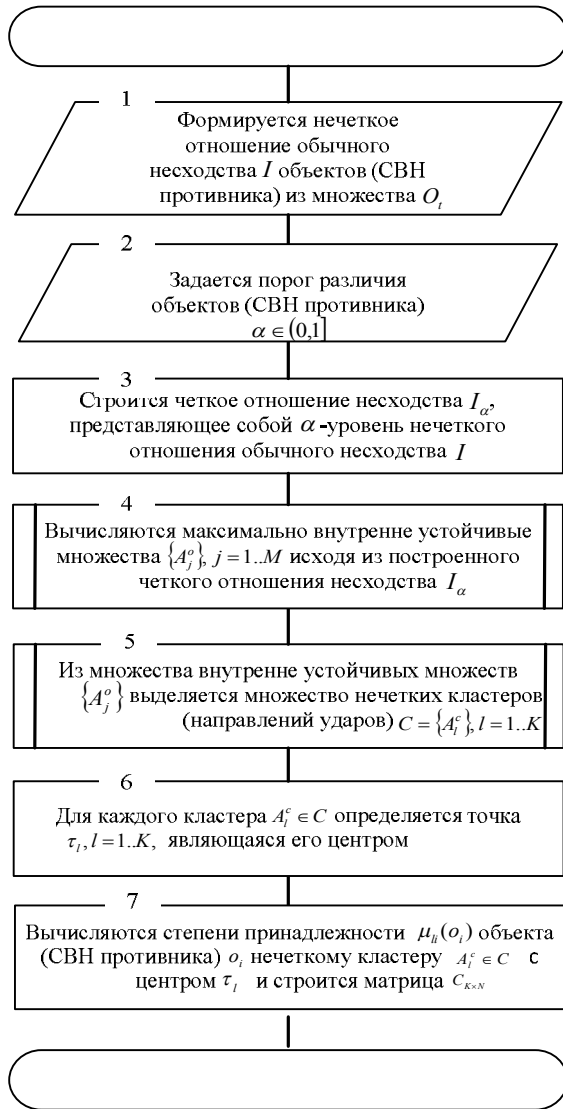 1
Формируется нечеткое
отношение обычного
несходства I объектов (СВН
противника) из множества O_t
2
Задается порог различия
объектов (СВН противника)
α ∈ (0,1]
3
Строится четкое отношение несходства I_α,
представляющее собой α-уровень нечеткого
отношения обычного несходства I
4
Вычисляются максимально внутренне устойчивые
множества {A_j^o}, j = 1..M исходя из построенного
четкого отношения несходства I_α
5
Из множества внутренне устойчивых множеств
{A_j^o} выделяется множество нечетких кластеров
(направлений ударов) C = {A_l^c}, l = 1..K
6
Для каждого кластера A_l^c ∈ C определяется точка
τ_l, l = 1..K, являющаяся его центром
7
Вычисляются степени принадлежности μ_li(o_i) объекта
(СВН противника) o_i нечеткому кластеру A_l^c ∈ C с
центром τ_l и строится матрица C_K×N